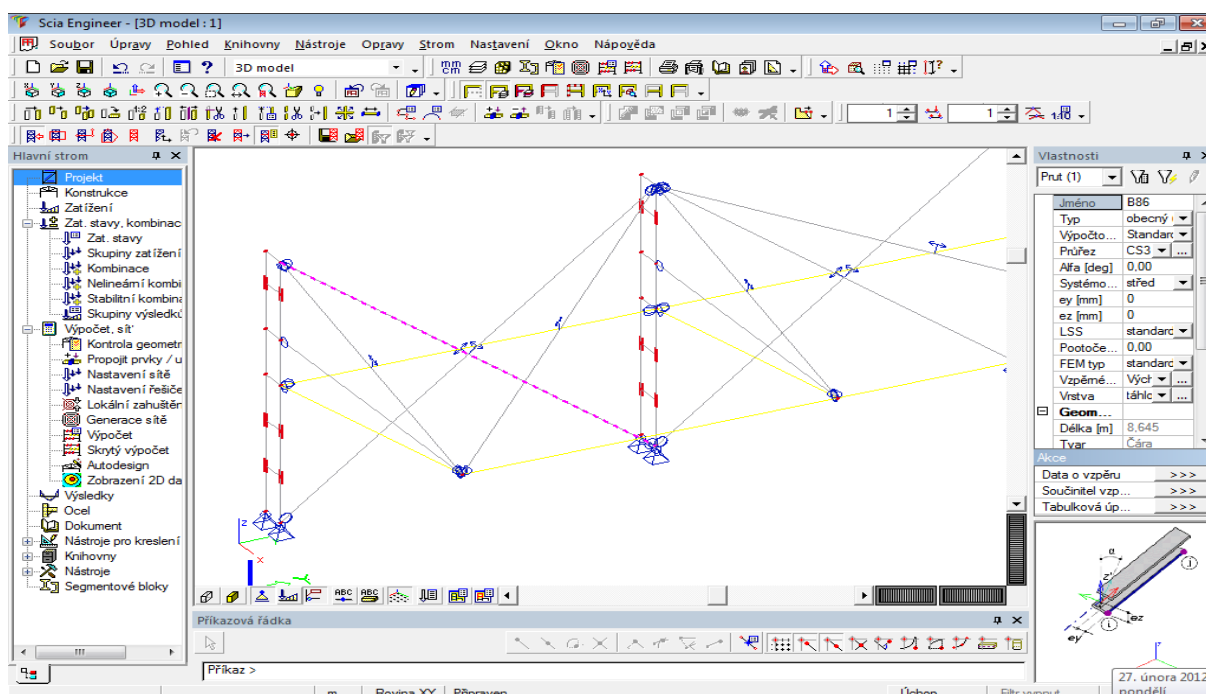 Scia Engineer - [3D model : 1]
Soubor Úpravy Pohled Knihovny Nástroje Opravy Strom Nastavení Okno Nápověda
3D model
1 1
Hlavní strom
Projekt
Konstrukce
Zatížení
Zat. stavy, kombinac
Zat. stavy
Skupiny zatížení
Kombinace
Nelineární kombi
Stabilitní kombina
Skupiny výsledků
Výpočet, síť
Kontrola geometr
Propojit prvky / u
Nastavení sítě
Nastavení řešiče
Lokální zahuštěn
Generace sítě
Výpočet
Skrytý výpočet
Autodesign
Zobrazení 2D da
Výsledky
Ocel
Dokument
Nástroje pro kreslení
Knihovny
Nástroje
Segmentové bloky
z
x
ABC ABC
Příkazová řádka
Příkaz >
m Rovina XY Připraven Úchop Filtr vypnut
Vlastnosti
Prut (1)
Jméno B86
Typ obecný
Výpočto... Standard
Průřez CS3 ...
Alfa [deg] 0,00
Systémo... střed
ey [mm] 0
ez [mm] 0
LSS standard
Pootoče... 0,00
FEM typ standard
Vzpěrné... Vých ...
Vrstva táhlc ...
Geom...
Délka [m] 8,645
Tvar Čára
Akce
Data o vzpěru >>>
Součinitel vzp... >>>
Tabulková úp... >>>
α
z'
ey
ez
i
j
27. února 2012
pondělí